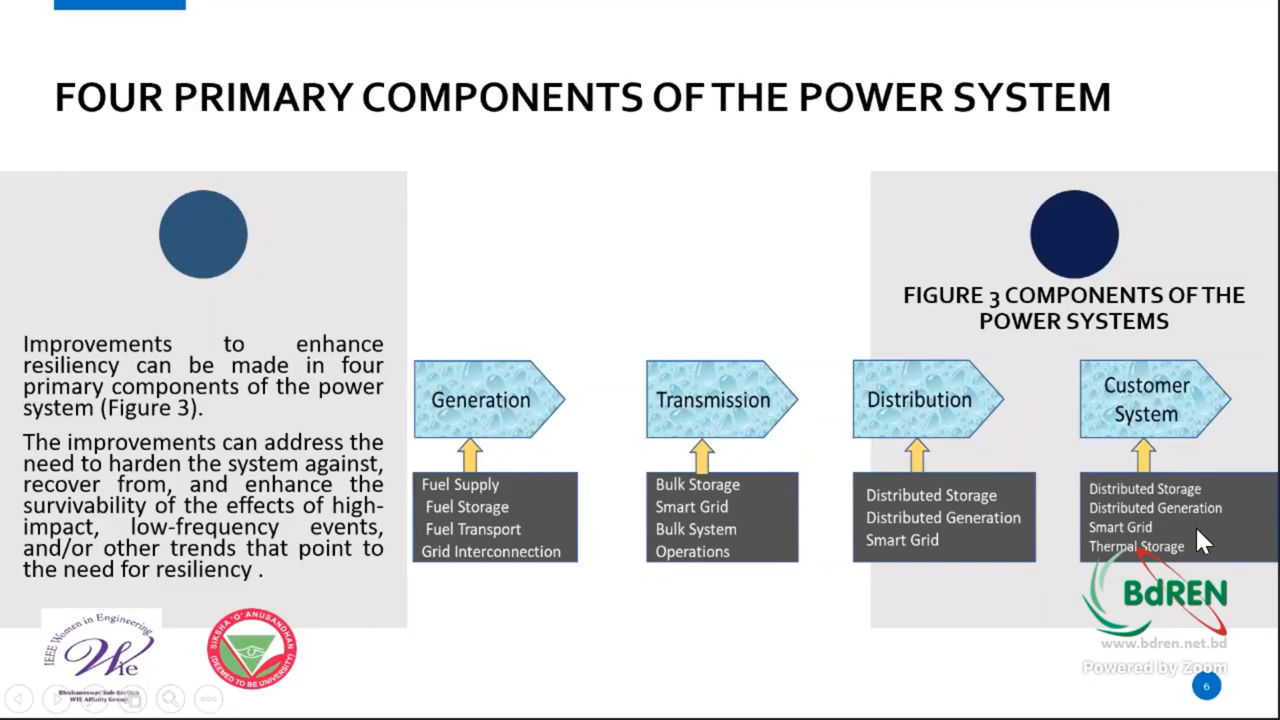 FOUR PRIMARY COMPONENTS OF THE POWER SYSTEM
Improvements to enhance
resiliency can be made in four
primary components of the power
system (Figure 3).
The improvements can address the
need to harden the system against,
recover from, and enhance the
survivability of the effects of high-
impact, low-frequency events,
and/or other trends that point to
the need for resiliency .
FIGURE 3 COMPONENTS OF THE
POWER SYSTEMS
Generation
Fuel Supply
Fuel Storage
Fuel Transport
Grid Interconnection
Transmission
Bulk Storage
Smart Grid
Bulk System
Operations
Distribution
Distributed Storage
Distributed Generation
Smart Grid
Customer
System
Distributed Storage
Distributed Generation
Smart Grid
Thermal Storage
IEEE Women in Engineering
Wie
Bhubaneswar Sub-Section
WIE Affinity Group
SIKSHA 'O' ANUSANDHAN
(DEEMED TO BE UNIVERSITY)
BdREN
www.bdren.net.bd
Powered by Zoom
6